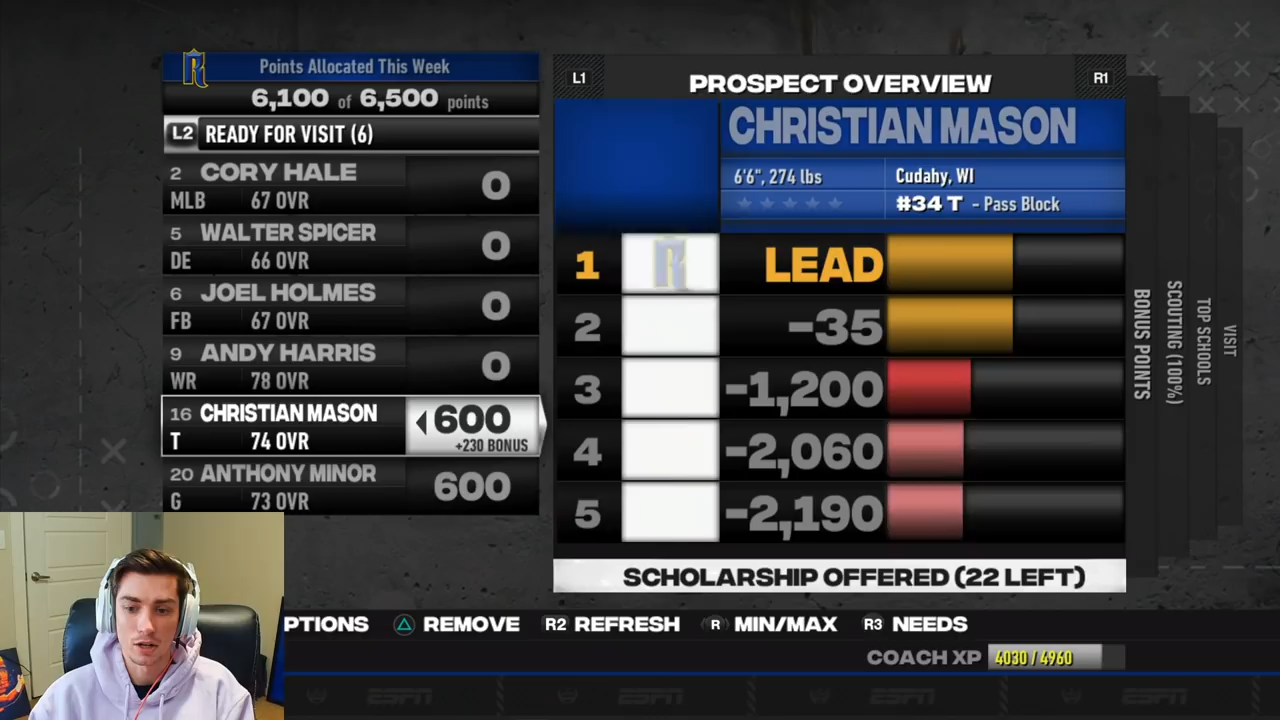 R
Points Allocated This Week
6,100 of 6,500 points
L2 READY FOR VISIT (6)
2 CORY HALE 0
MLB 67 OVR
5 WALTER SPICER 0
DE 66 OVR
6 JOEL HOLMES 0
FB 67 OVR
9 ANDY HARRIS 0
WR 78 OVR
16 CHRISTIAN MASON 600
T 74 OVR +230 BONUS
20 ANTHONY MINOR 600
G 73 OVR
L1 PROSPECT OVERVIEW R1
CHRISTIAN MASON
6'6", 274 lbs Cudahy, WI
#34 T - Pass Block
1 R LEAD
2 -35
3 -1,200
4 -2,060
5 -2,190
SCHOLARSHIP OFFERED (22 LEFT)
BONUS POINTS
SCOUTING (100%)
TOP SCHOOLS
VISIT
PTIONS REMOVE R2 REFRESH R MIN/MAX R3 NEEDS
COACH XP 4030 / 4960
ESPN ESPN ESPN ESPN